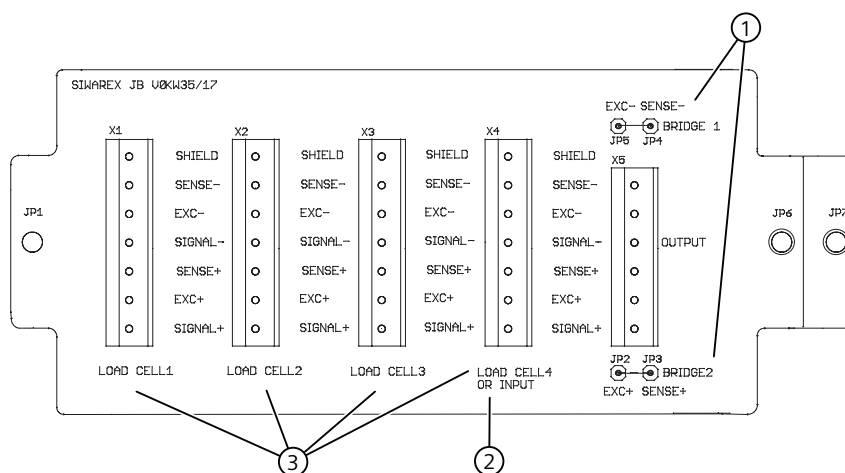 1
SIWAREX JB V0KW35/17
EXC- SENSE-
BRIDGE 1
JP5 JP4
X1 X2 X3 X4 X5
SHIELD SHIELD SHIELD SHIELD
SENSE- SENSE- SENSE- SENSE-
EXC- EXC- EXC- EXC-
JP1 JP6 JP7
SIGNAL- SIGNAL- SIGNAL- SIGNAL- OUTPUT
SENSE+ SENSE+ SENSE+ SENSE+
EXC+ EXC+ EXC+ EXC+
SIGNAL+ SIGNAL+ SIGNAL+ SIGNAL+
JP2 JP3
LOAD CELL1 LOAD CELL2 LOAD CELL3 LOAD CELL4 BRIDGE2
OR INPUT
EXC+ SENSE+
3 2